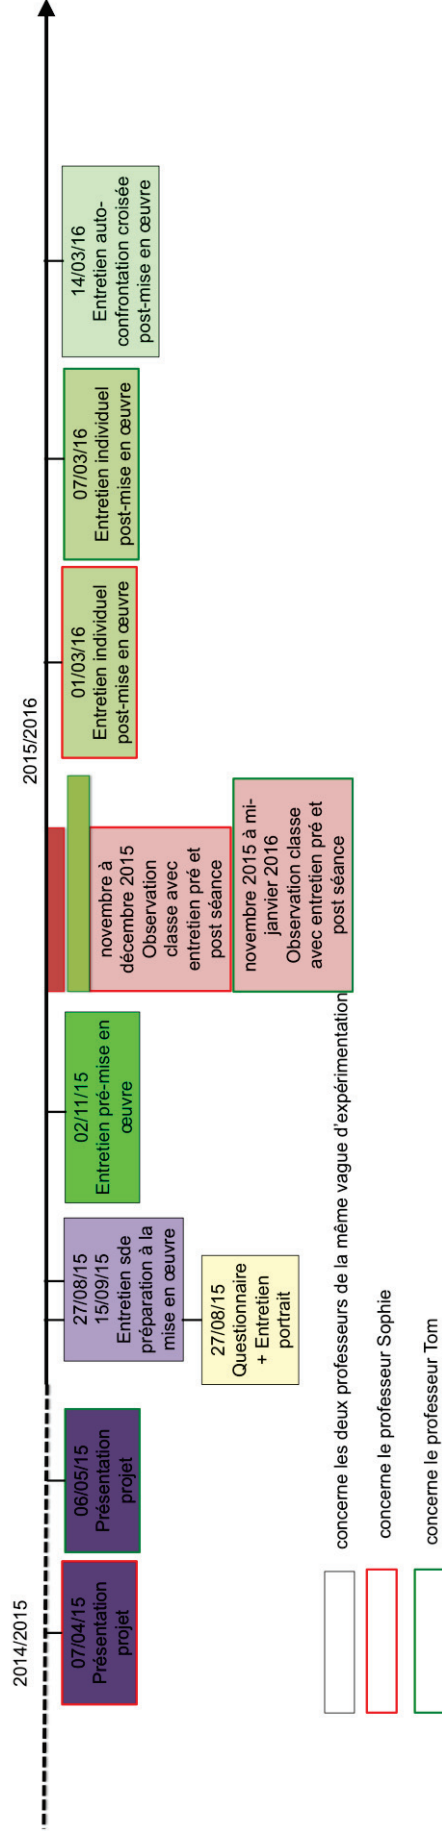 2014/2015
2015/2016
07/04/15
Présentation
projet
06/05/15
Présentation
projet
27/08/15
15/09/15
Entretien sde
préparation à la
mise en œuvre
27/08/15
Questionnaire
+ Entretien
portrait
02/11/15
Entretien pré-mise en
œuvre
novembre à
décembre 2015
Observation
classe avec
entretien pré et
post séance
novembre 2015 à mi-
janvier 2016
Observation classe
avec entretien pré et
post séance
01/03/16
Entretien individuel
post-mise en œuvre
07/03/16
Entretien individuel
post-mise en œuvre
14/03/16
Entretien auto-
confrontation croisée
post-mise en œuvre
concerne les deux professeurs de la même vague d'expérimentation
concerne le professeur Sophie
concerne le professeur Tom